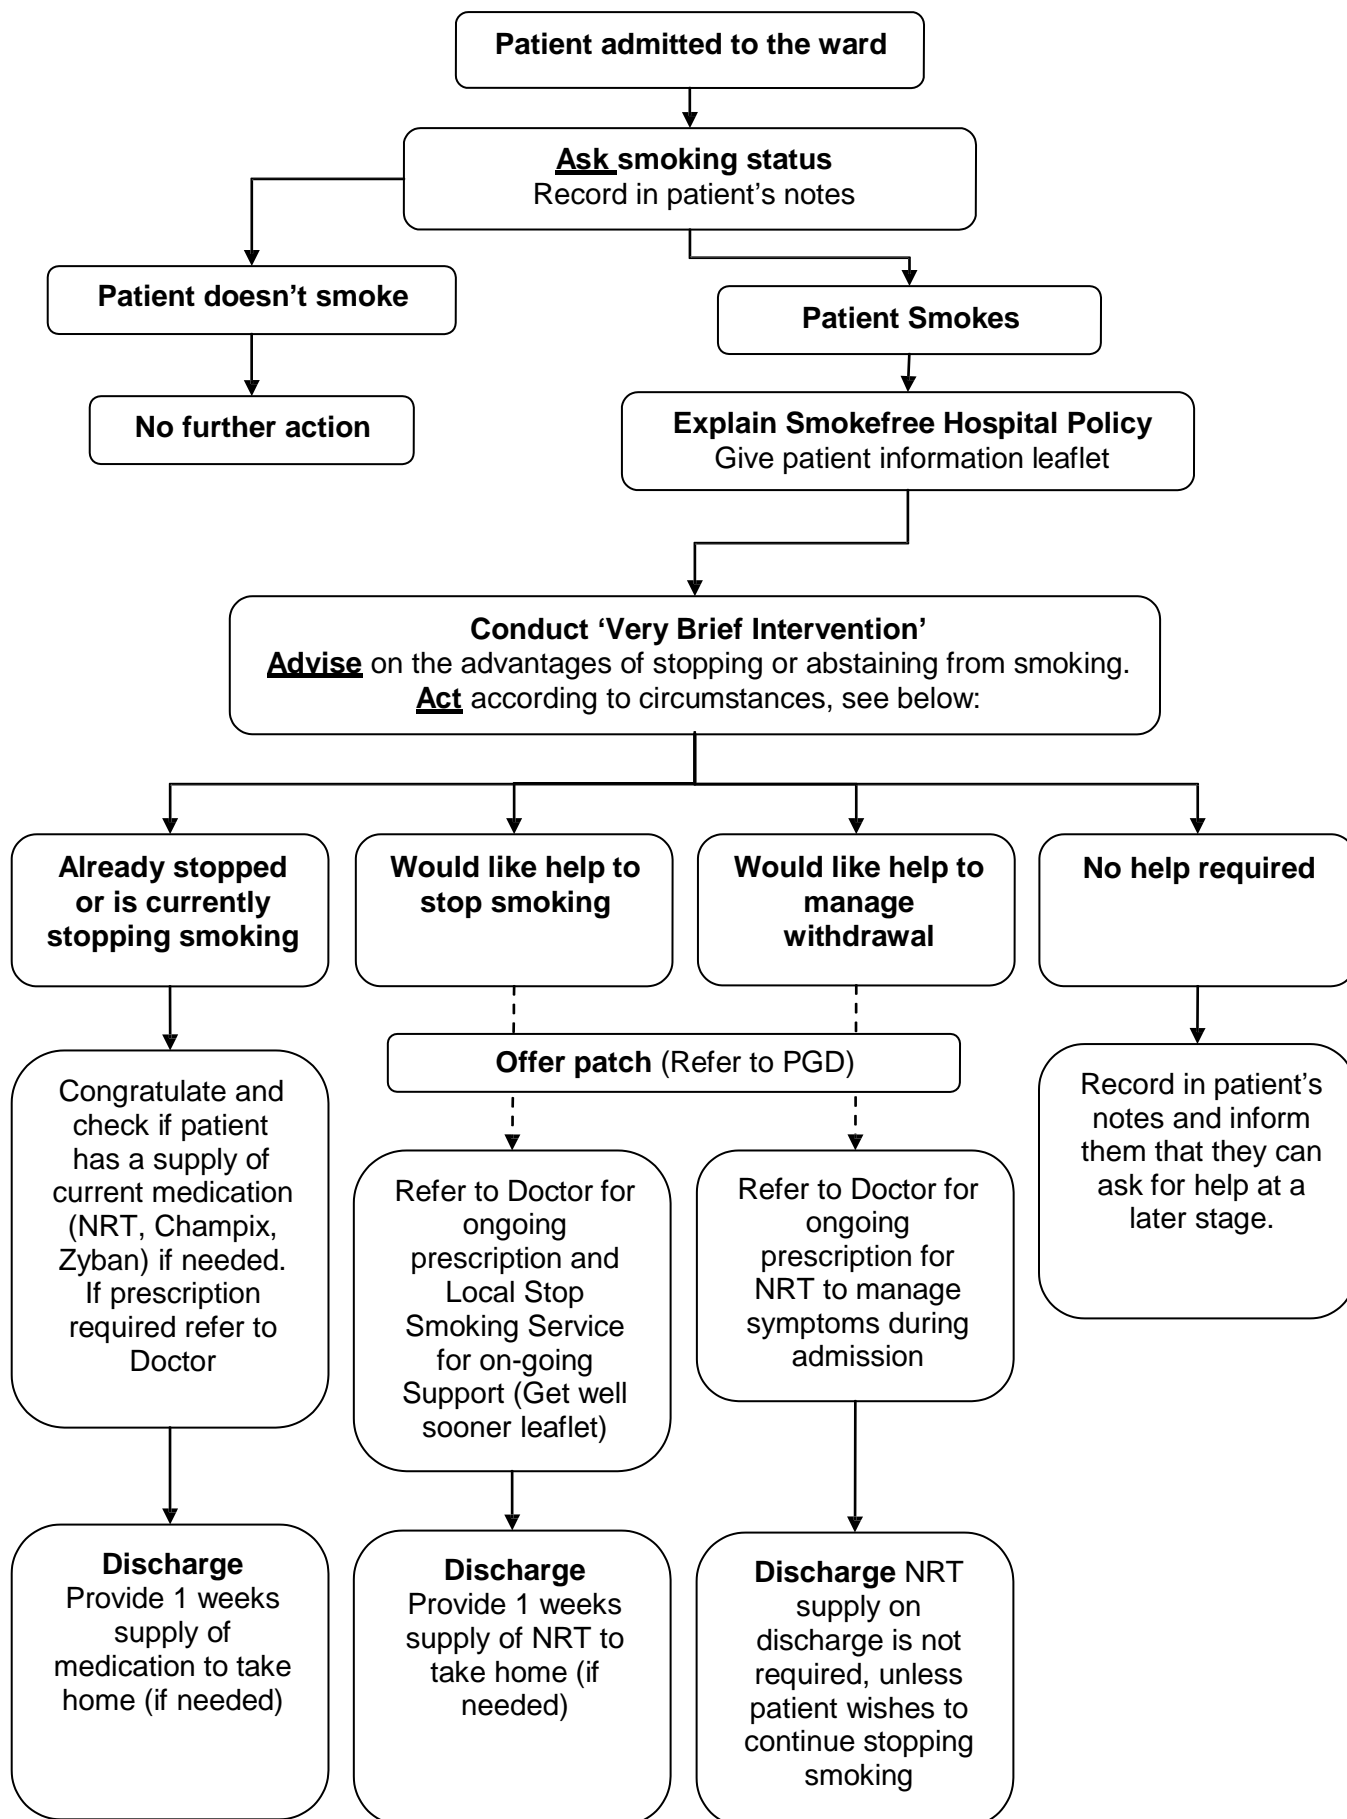 Patient admitted to the ward
Ask smoking status
Record in patient’s notes
Patient doesn’t smoke
No further action
Patient Smokes
Explain Smokefree Hospital Policy
Give patient information leaflet
Conduct ‘Very Brief Intervention’
Advise on the advantages of stopping or abstaining from smoking.
Act according to circumstances, see below:
Already stopped
or is currently
stopping smoking
Would like help to
stop smoking
Would like help to
manage
withdrawal
No help required
Offer patch (Refer to PGD)
Congratulate and
check if patient
has a supply of
current medication
(NRT, Champix,
Zyban) if needed.
If prescription
required refer to
Doctor
Refer to Doctor for
ongoing
prescription and
Local Stop
Smoking Service
for on-going
Support (Get well
sooner leaflet)
Refer to Doctor for
ongoing
prescription for
NRT to manage
symptoms during
admission
Record in patient’s
notes and inform
them that they can
ask for help at a
later stage.
Discharge
Provide 1 weeks
supply of
medication to take
home (if needed)
Discharge
Provide 1 weeks
supply of NRT to
take home (if
needed)
Discharge NRT
supply on
discharge is not
required, unless
patient wishes to
continue stopping
smoking